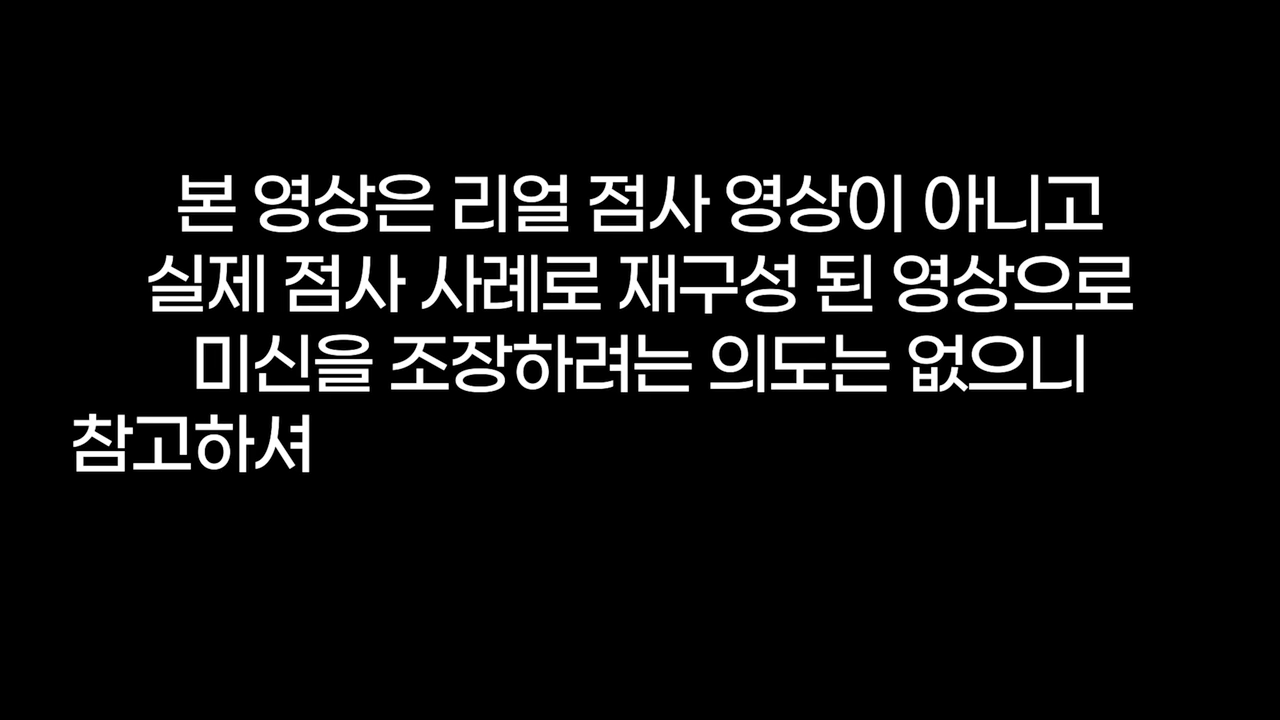 본 영상은 리얼 점사 영상이 아니고
실제 점사 사례로 재구성 된 영상으로
미신을 조장하려는 의도는 없으니
참고하셔